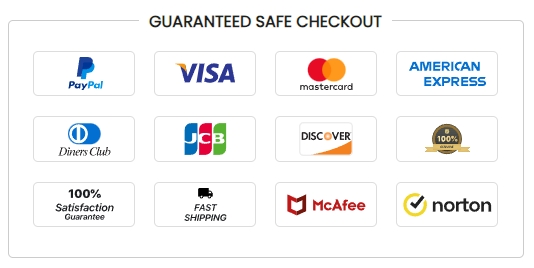 GUARANTEED SAFE CHECKOUT
PayPal
VISA
mastercard
AMERICAN
EXPRESS
Diners Club
JCB
DISCOVER
100%
100%
Satisfaction
Guarantee
FAST
SHIPPING
McAfee
norton